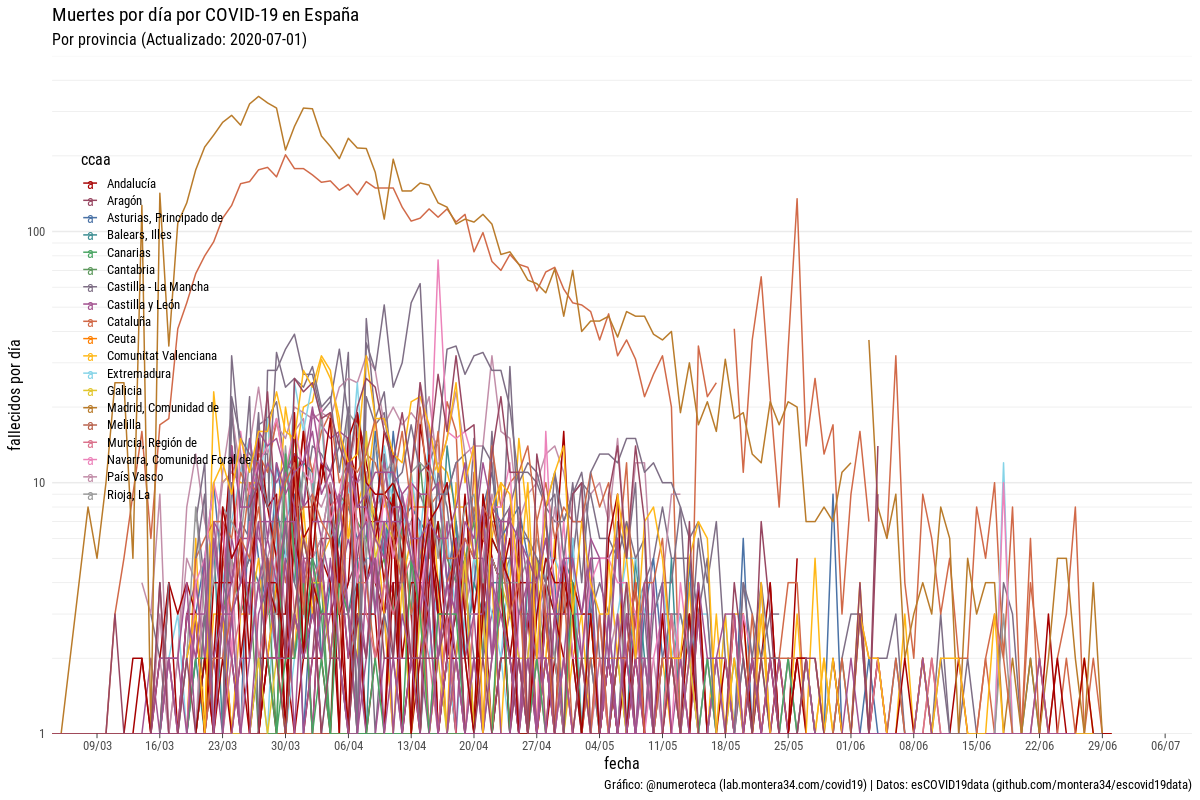 Muertes por día por COVID-19 en España
Por provincia (Actualizado: 2020-07-01)
fallecidos por día
100
10
1
ccaa
Andalucía
Aragón
Asturias, Principado de
Balears, Illes
Canarias
Cantabria
Castilla - La Mancha
Castilla y León
Cataluña
Ceuta
Comunitat Valenciana
Extremadura
Galicia
Madrid, Comunidad de
Melilla
Murcia, Región de
Navarra, Comunidad Foral de
País Vasco
Rioja, La
09/03 16/03 23/03 30/03 06/04 13/04 20/04 27/04 04/05 11/05 18/05 25/05 01/06 08/06 15/06 22/06 29/06 06/07
fecha
Gráfico: @numeroteca (lab.montera34.com/covid19) | Datos: esCOVID19data (github.com/montera34/escovid19data)